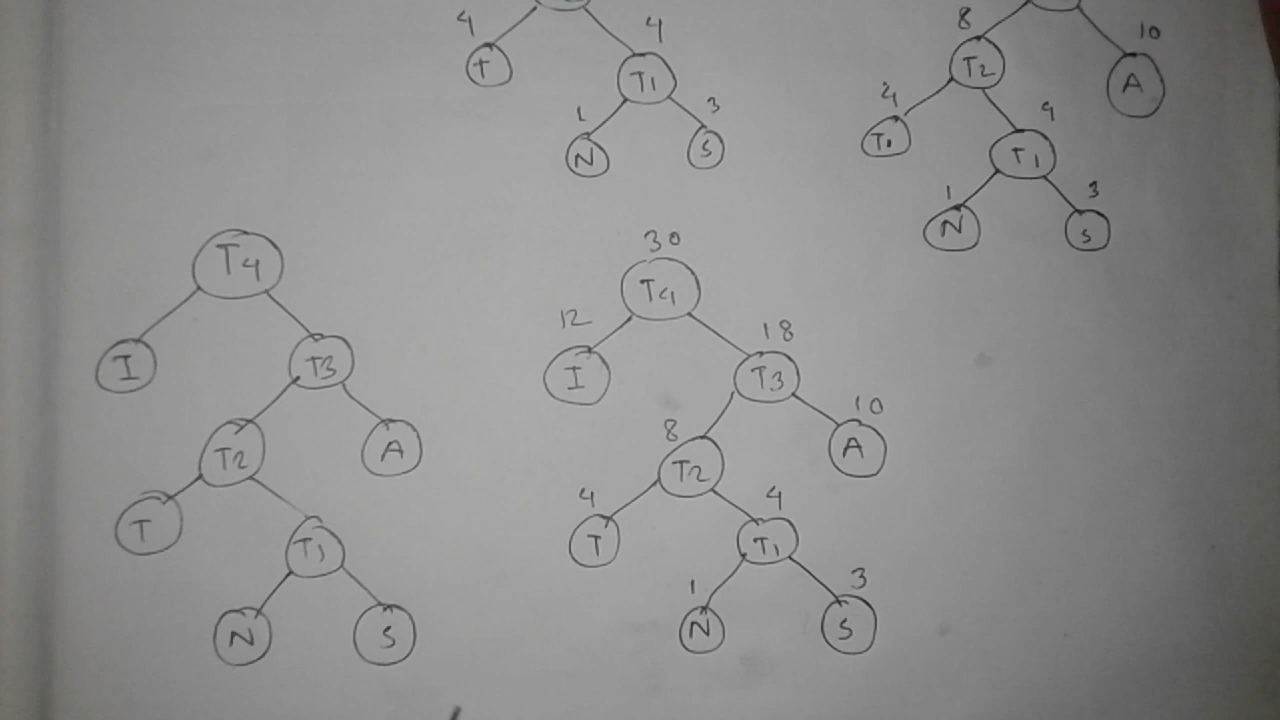 4 4 8 10
T T1 T2 A
1 3 4 4
N S T. T1
1 3
N S
T4 30
T4
12 18
I T3 I T3
8 10
T2 A T2 A
4 4
T T1 T T1
1 3
N S N S